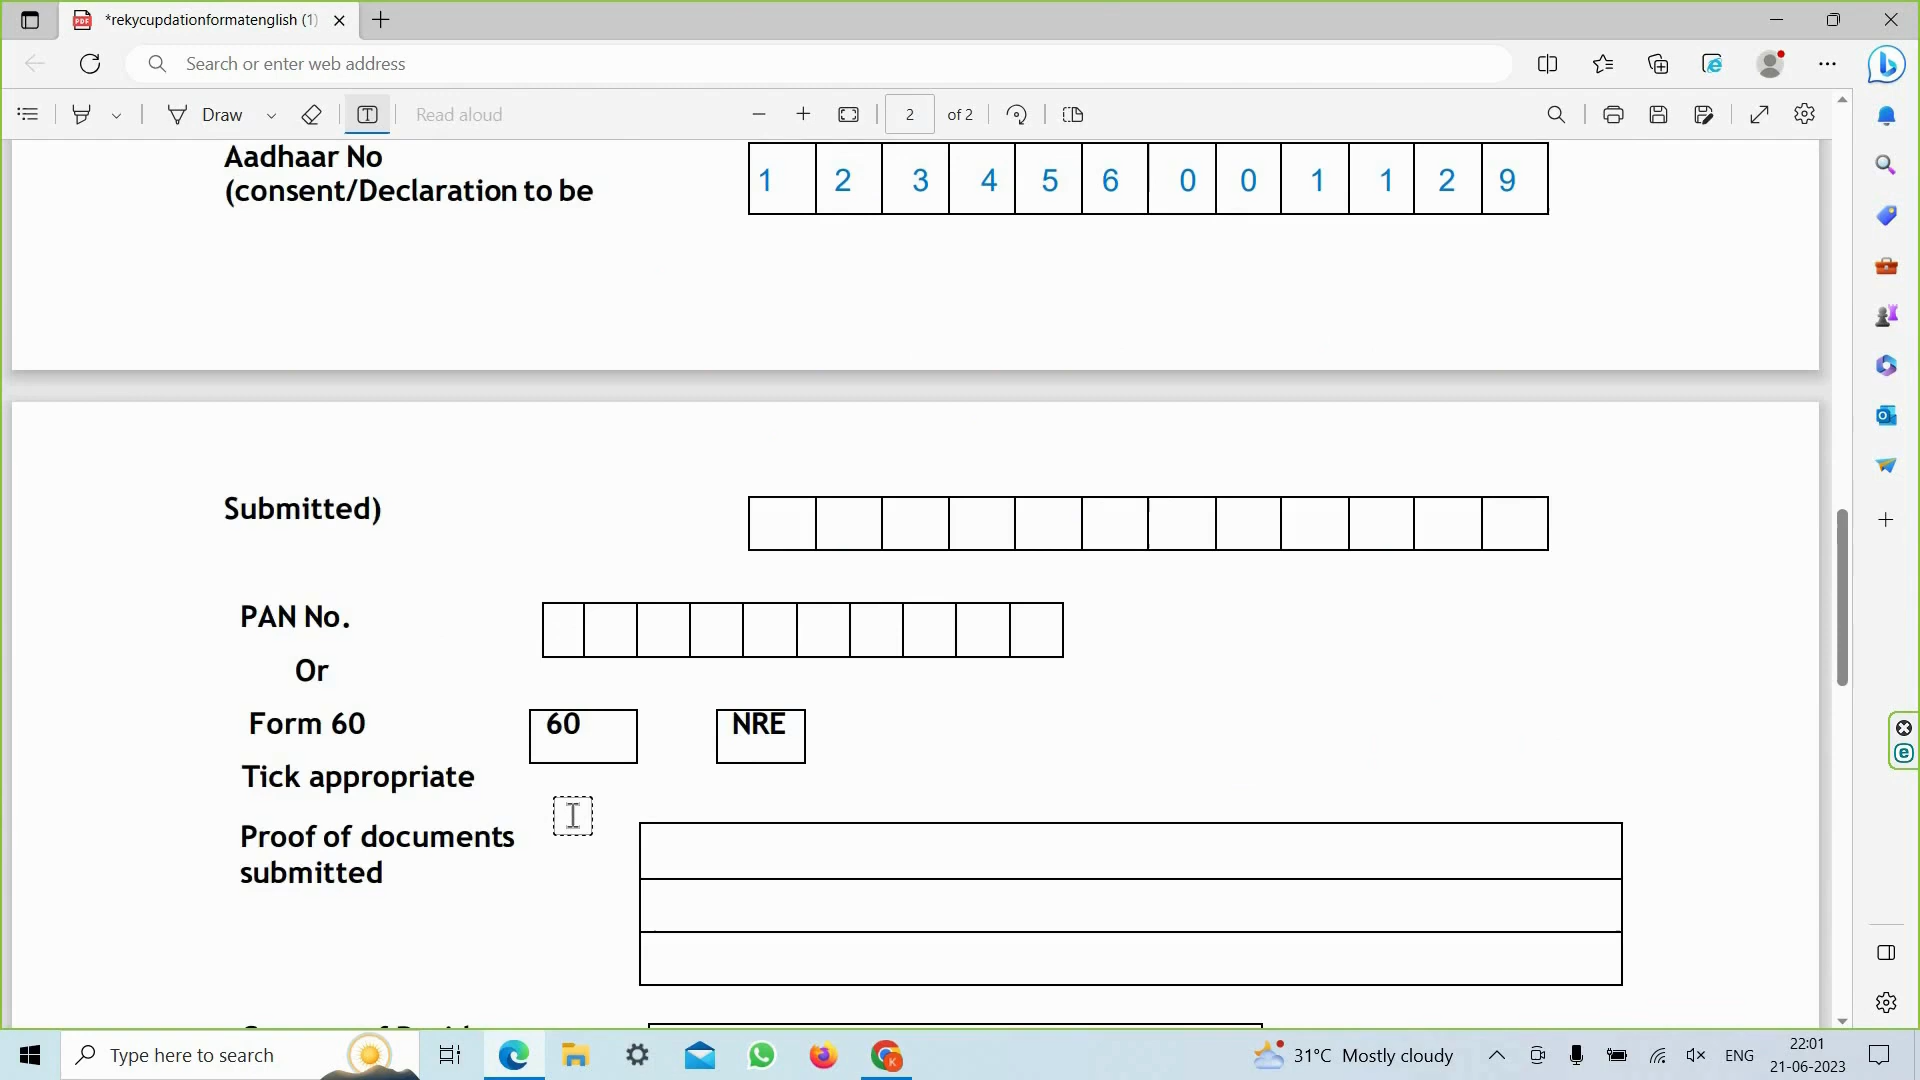 *rekycupdationformatenglish (1)
Search or enter web address
Draw
Read aloud
2 of 2
Aadhaar No
(consent/Declaration to be
1 2 3 4 5 6 0 0 1 1 2 9
Submitted)
PAN No.
Or
Form 60
60 NRE
Tick appropriate
Proof of documents
submitted
Type here to search
31°C Mostly cloudy
ENG
22:01
21-06-2023